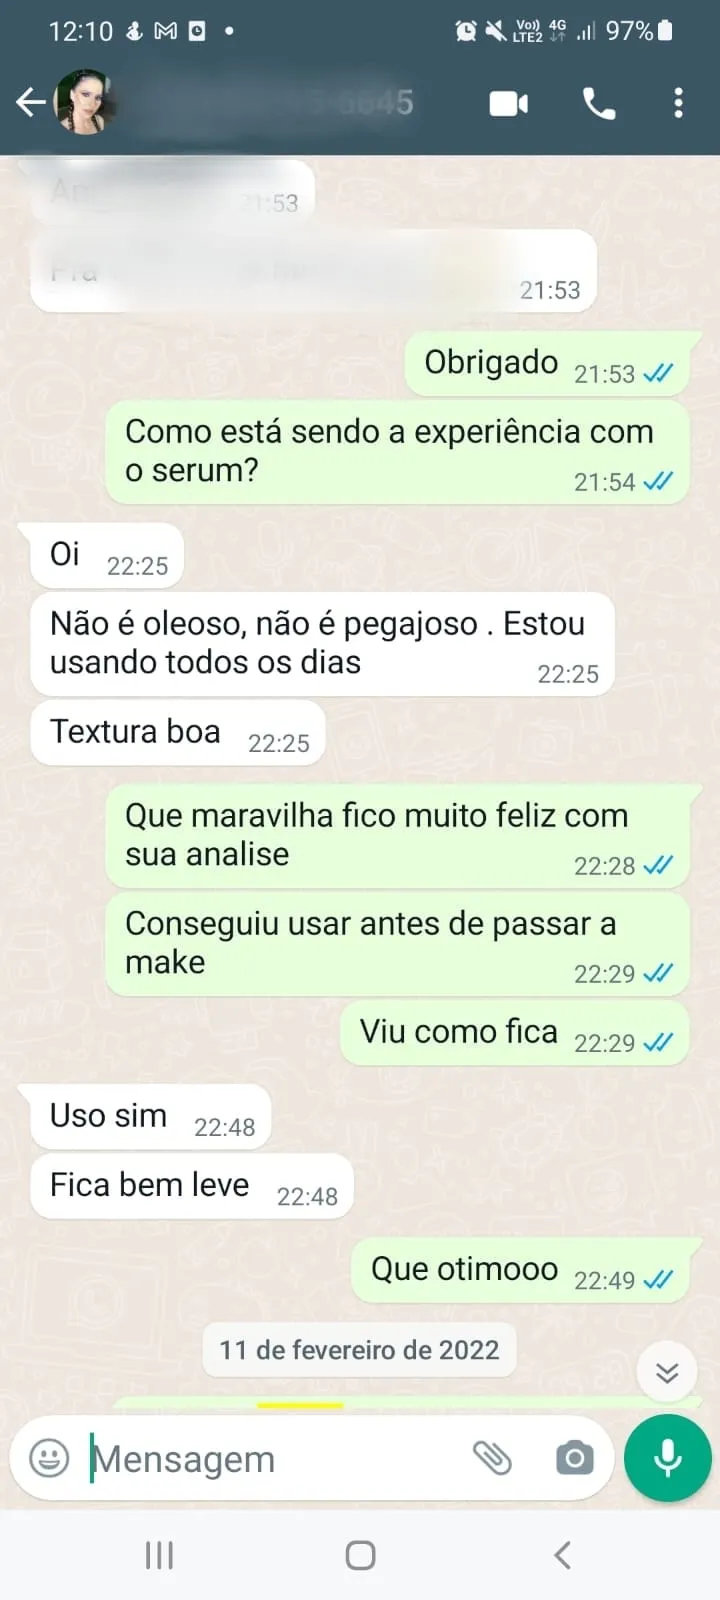 12:10
Vo)) 4G
LTE2
97%
6645
21:53
21:53
Obrigado 21:53
Como está sendo a experiência com
o serum?
21:54
Oi 22:25
Não é oleoso, não é pegajoso . Estou
usando todos os dias
22:25
Textura boa 22:25
Que maravilha fico muito feliz com
sua analise
22:28
Conseguiu usar antes de passar a
make
22:29
Viu como fica 22:29
Uso sim 22:48
Fica bem leve 22:48
Que otimooo 22:49
11 de fevereiro de 2022
Mensagem